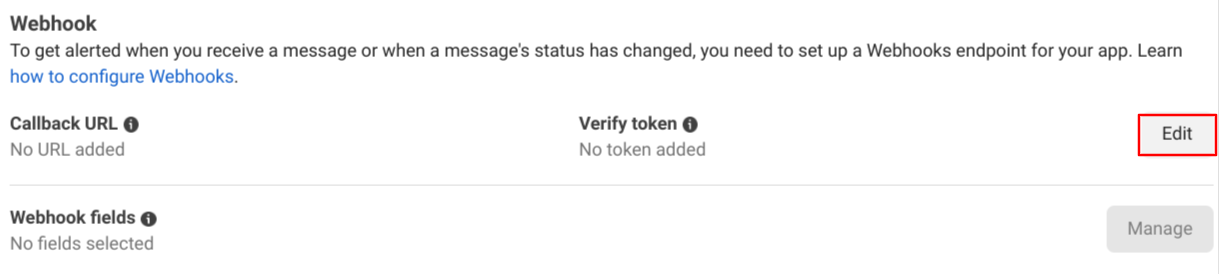 Webhook
To get alerted when you receive a message or when a message's status has changed, you need to set up a Webhooks endpoint for your app. Learn
how to configure Webhooks.
Callback URL
Verify token
No URL added
No token added
Edit
Webhook fields
No fields selected
Manage